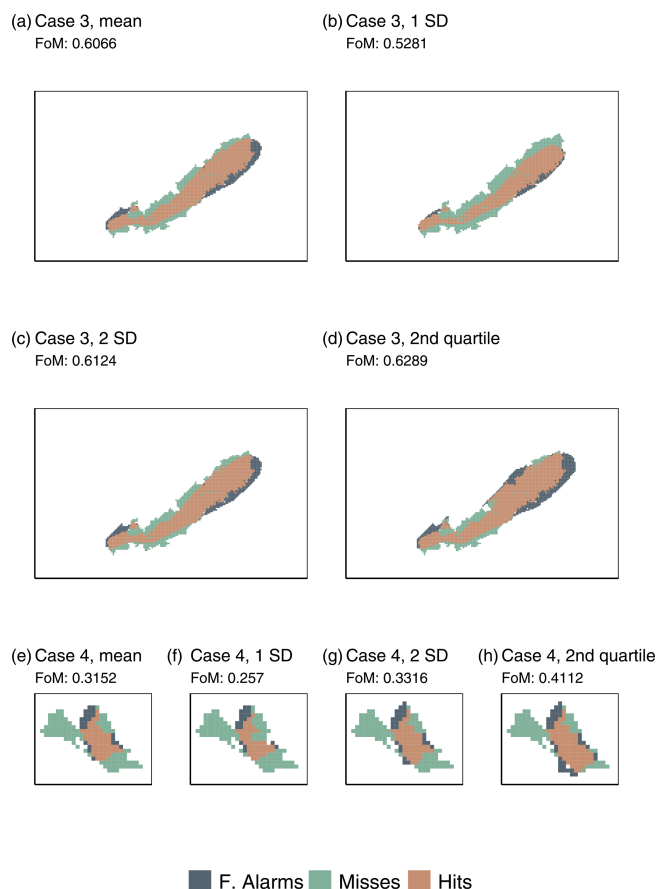 (a) Case 3, mean
FoM: 0.6066
(b) Case 3, 1 SD
FoM: 0.5281
(c) Case 3, 2 SD
FoM: 0.6124
(d) Case 3, 2nd quartile
FoM: 0.6289
(e) Case 4, mean
FoM: 0.3152
(f) Case 4, 1 SD
FoM: 0.257
(g) Case 4, 2 SD
FoM: 0.3316
(h) Case 4, 2nd quartile
FoM: 0.4112
F. Alarms Misses Hits